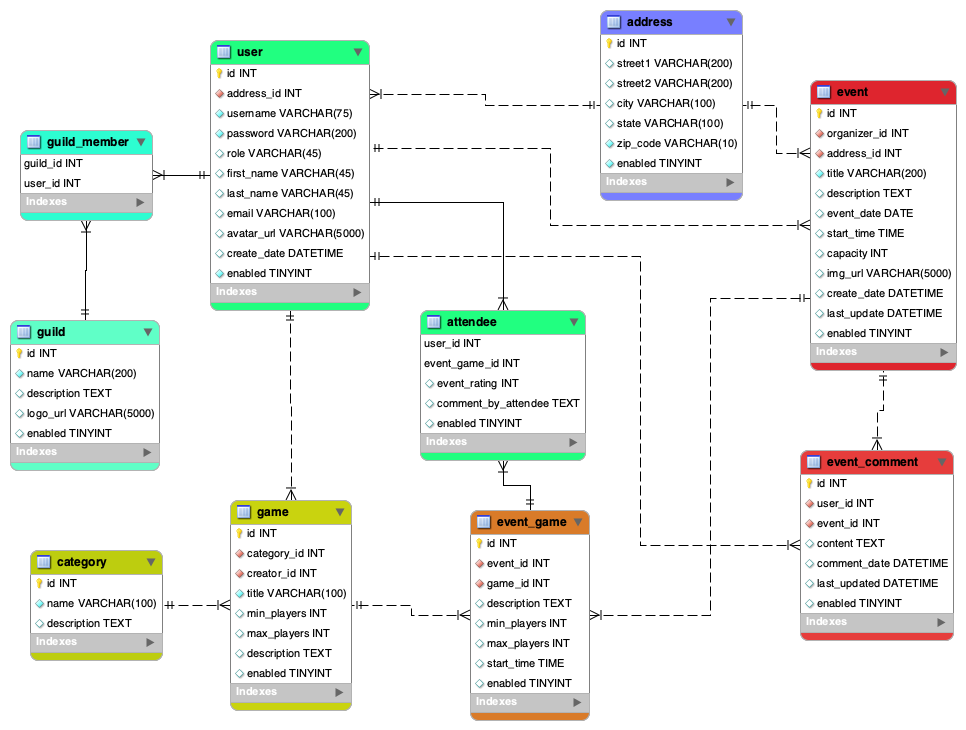 address
id INT
street1 VARCHAR(200)
street2 VARCHAR(200)
city VARCHAR(100)
state VARCHAR(100)
zip_code VARCHAR(10)
enabled TINYINT
Indexes
user
id INT
address_id INT
username VARCHAR(75)
password VARCHAR(200)
role VARCHAR(45)
first_name VARCHAR(45)
last_name VARCHAR(45)
email VARCHAR(100)
avatar_url VARCHAR(5000)
create_date DATETIME
enabled TINYINT
Indexes
event
id INT
organizer_id INT
address_id INT
title VARCHAR(200)
description TEXT
event_date DATE
start_time TIME
capacity INT
img_url VARCHAR(5000)
create_date DATETIME
last_update DATETIME
enabled TINYINT
Indexes
guild_member
guild_id INT
user_id INT
Indexes
guild
id INT
name VARCHAR(200)
description TEXT
logo_url VARCHAR(5000)
enabled TINYINT
Indexes
attendee
user_id INT
event_game_id INT
event_rating INT
comment_by_attendee TEXT
enabled TINYINT
Indexes
event_comment
id INT
user_id INT
event_id INT
content TEXT
comment_date DATETIME
last_updated DATETIME
enabled TINYINT
Indexes
game
id INT
category_id INT
creator_id INT
title VARCHAR(100)
min_players INT
max_players INT
description TEXT
enabled TINYINT
Indexes
event_game
id INT
event_id INT
game_id INT
description TEXT
min_players INT
max_players INT
start_time TIME
enabled TINYINT
Indexes
category
id INT
name VARCHAR(100)
description TEXT
Indexes